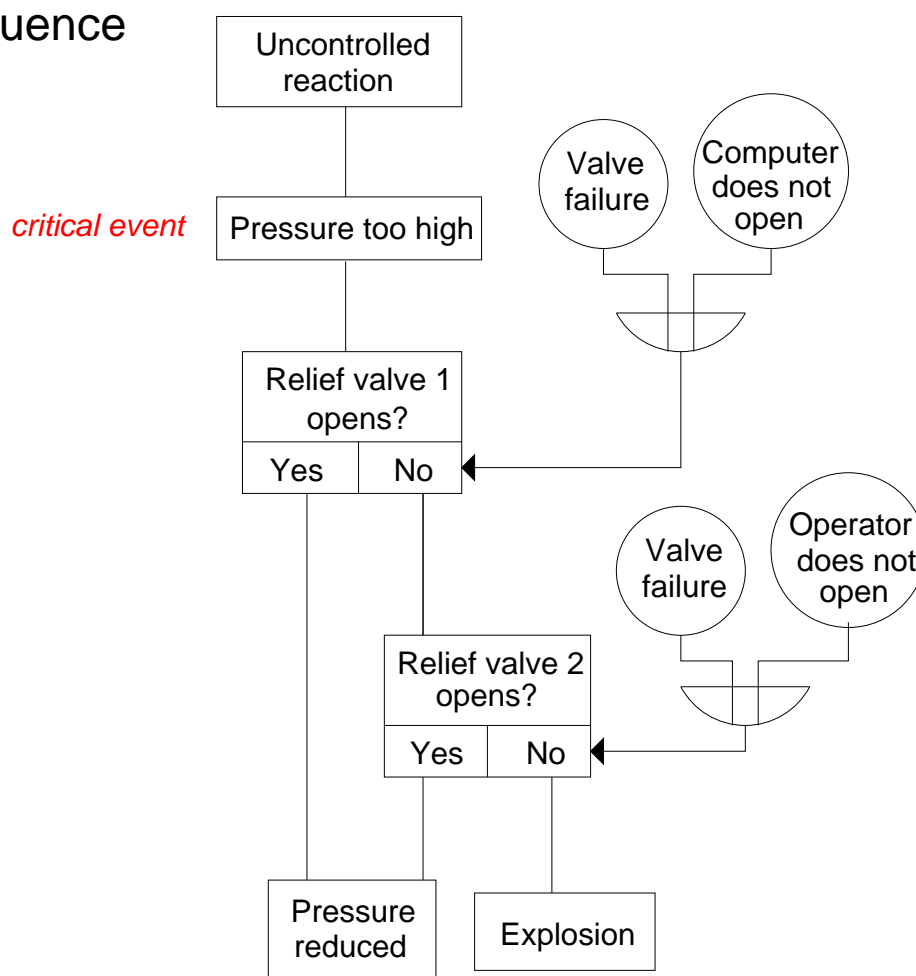 uence
Uncontrolled
reaction
Valve
failure
Computer
does not
open
critical event
Pressure too high
Relief valve 1
opens?
Yes
No
Valve
failure
Operator
does not
open
Relief valve 2
opens?
Yes
No
Pressure
reduced
Explosion